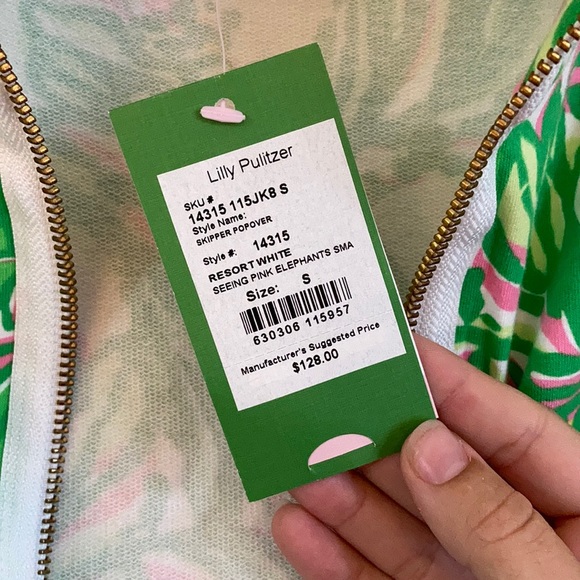 Lilly Pulitzer
SKU #
14315 115JK8 S
Style Name:
SKIPPER POPOVER
Style #: 14315
RESORT WHITE
SEEING PINK ELEPHANTS SMA
Size: S
630306 115957
Manufacturer's Suggested Price
$128.00